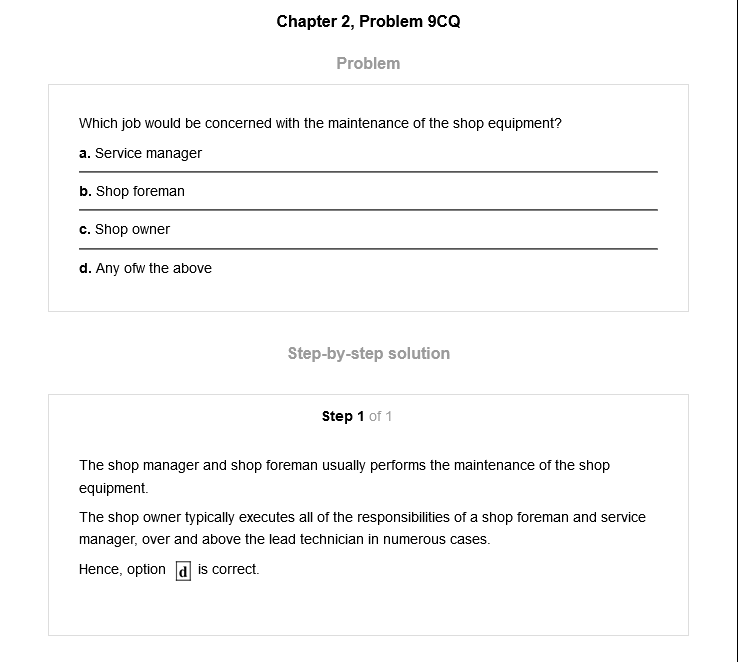 Chapter 2, Problem 9CQ
Problem
Which job would be concerned with the maintenance of the shop equipment?
a. Service manager
b. Shop foreman
c. Shop owner
d. Any ofw the above
Step-by-step solution
Step 1 of 1
The shop manager and shop foreman usually performs the maintenance of the shop
equipment.
The shop owner typically executes all of the responsibilities of a shop foreman and service
manager, over and above the lead technician in numerous cases.
Hence, option d is correct.